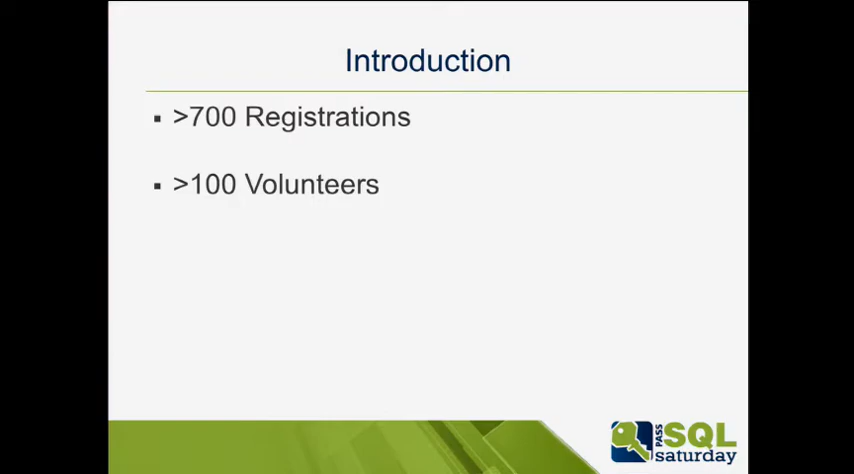 Introduction
▪ >700 Registrations
▪ >100 Volunteers
PASS
SQL
saturday